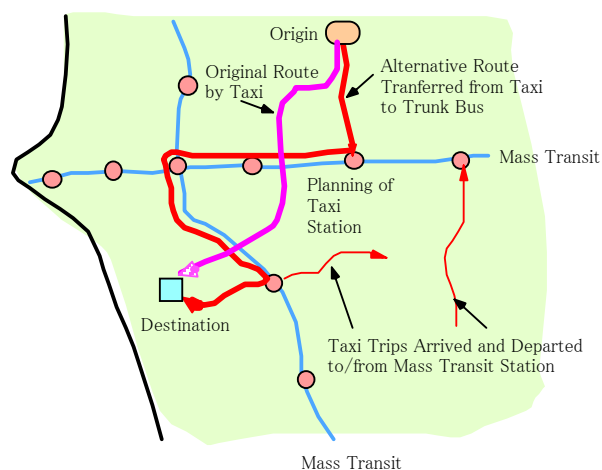 Origin
Original Route
by Taxi
Alternative Route
Tranferred from Taxi
to Trunk Bus
Mass Transit
Planning of
Taxi
Station
Destination
Taxi Trips Arrived and Departed
to/from Mass Transit Station
Mass Transit